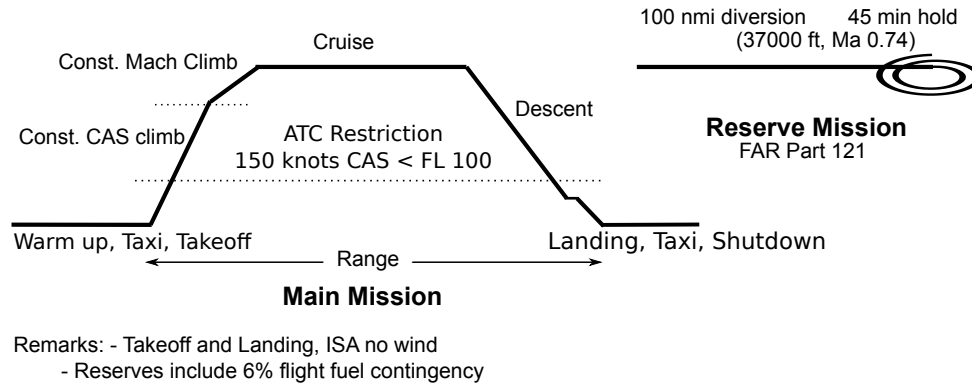 100 nmi diversion 45 min hold
(37000 ft, Ma 0.74)
Cruise
Const. Mach Climb
Descent
Const. CAS climb
ATC Restriction
150 knots CAS < FL 100
Reserve Mission
FAR Part 121
Warm up, Taxi, Takeoff
Landing, Taxi, Shutdown
Range
Main Mission
Remarks: - Takeoff and Landing, ISA no wind
- Reserves include 6% flight fuel contingency